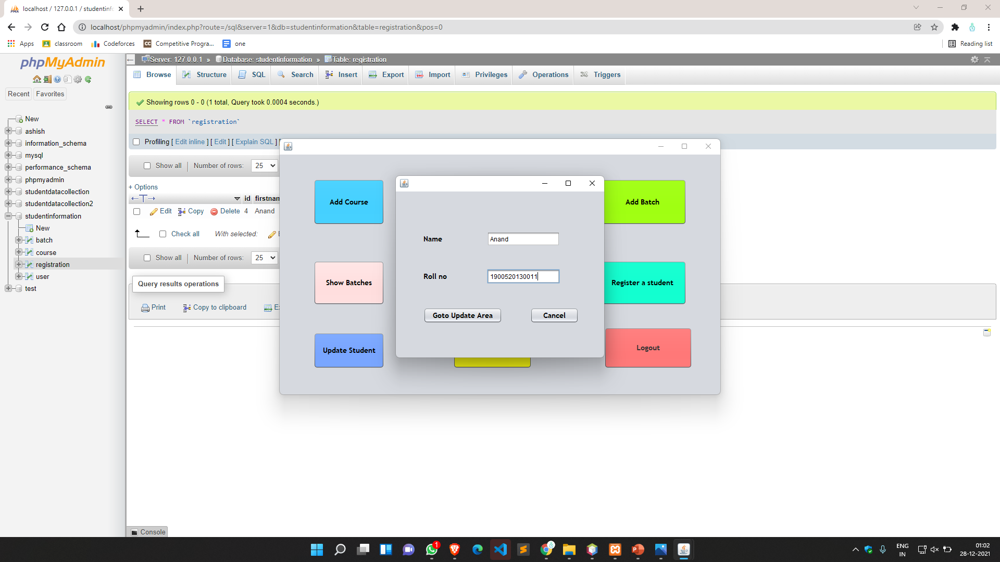 localhost / 127.0.0.1 / studentinfo
localhost/phpmyadmin/index.php?route=/sql&server=1&db=studentinformation&table=registration&pos=0
Apps classroom Codeforces CC Competitive Progra... one Reading list
phpMyAdmin
Server: 127.0.0.1 » Database: studentinformation » Table: registration
Browse Structure SQL Search Insert Export Import Privileges Operations Triggers
Recent Favorites
Showing rows 0 - 0 (1 total, Query took 0.0004 seconds.)
SELECT * FROM `registration`
Profiling [ Edit inline ] [ Edit ] [ Explain SQL ]
Show all Number of rows: 25
+ Options
id firstnam
Edit Copy Delete 4 Anand
Check all With selected:
Show all Number of rows: 25
Query results operations
Print Copy to clipboard Ex
New
ashish
information_schema
mysql
performance_schema
phpmyadmin
studentdatacollection
studentdatacollection2
studentinformation
New
batch
course
registration
user
test
Add Course
Add Batch
Show Batches
Register a student
Update Student
Logout
Name Anand
Roll no 1900520130011
Goto Update Area Cancel
Console
1
ENG
IN
01:02
28-12-2021